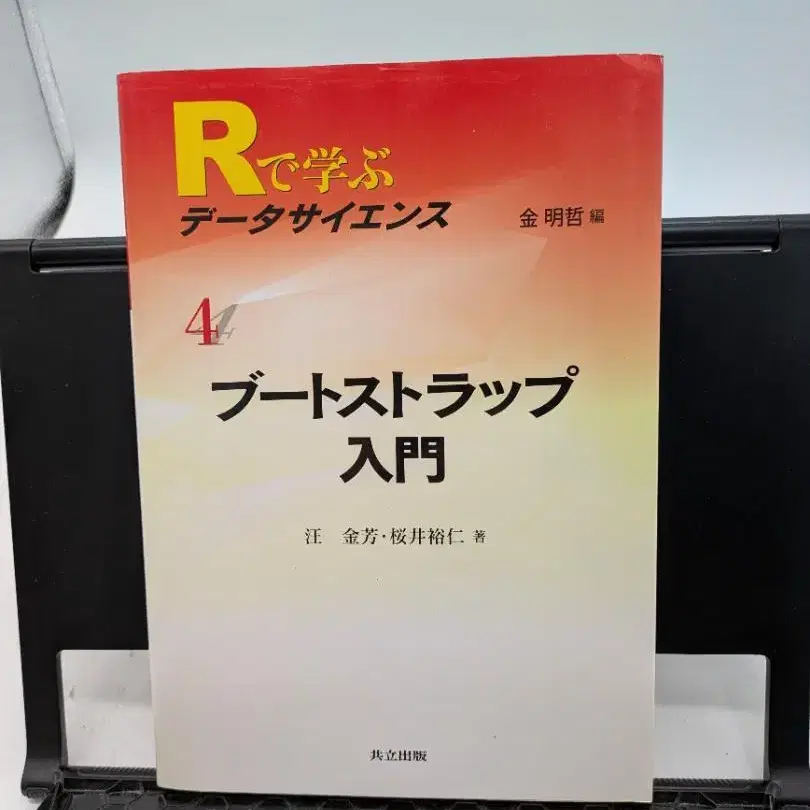 Rで学ぶ
データサイエンス
金 明哲 編
4
ブートストラップ
入門
汪 金芳・桜井裕仁 著
共立出版